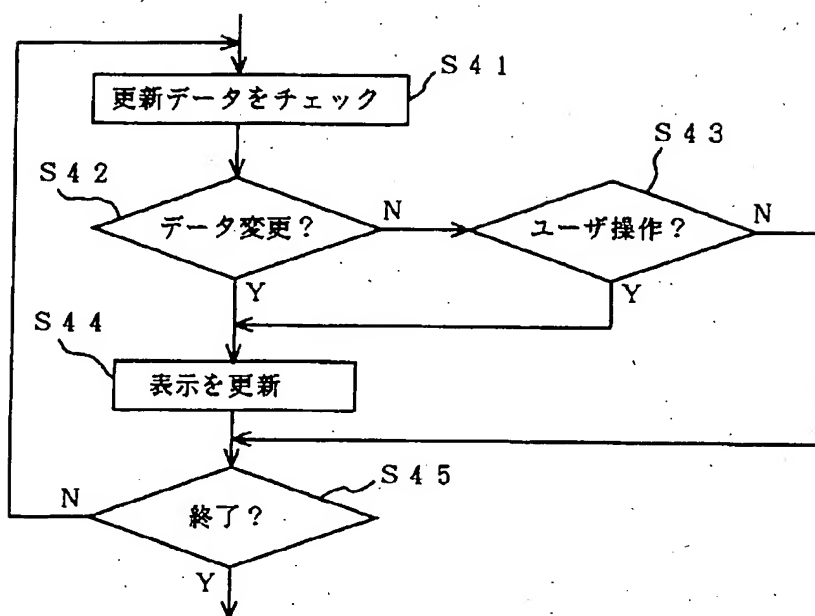 S41
更新データをチェック
S43
S42
データ変更?
N
ユーザ操作?
N
Y
Y
S44
表示を更新
S45
N
終了?
Y